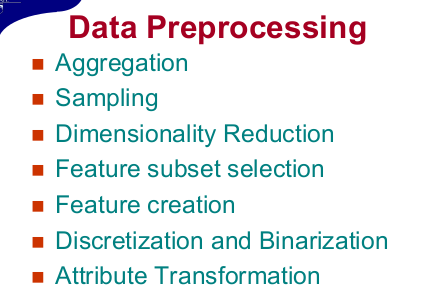 Data Preprocessing
Aggregation
Sampling
Dimensionality Reduction
Feature subset selection
Feature creation
Discretization and Binarization
Attribute Transformation